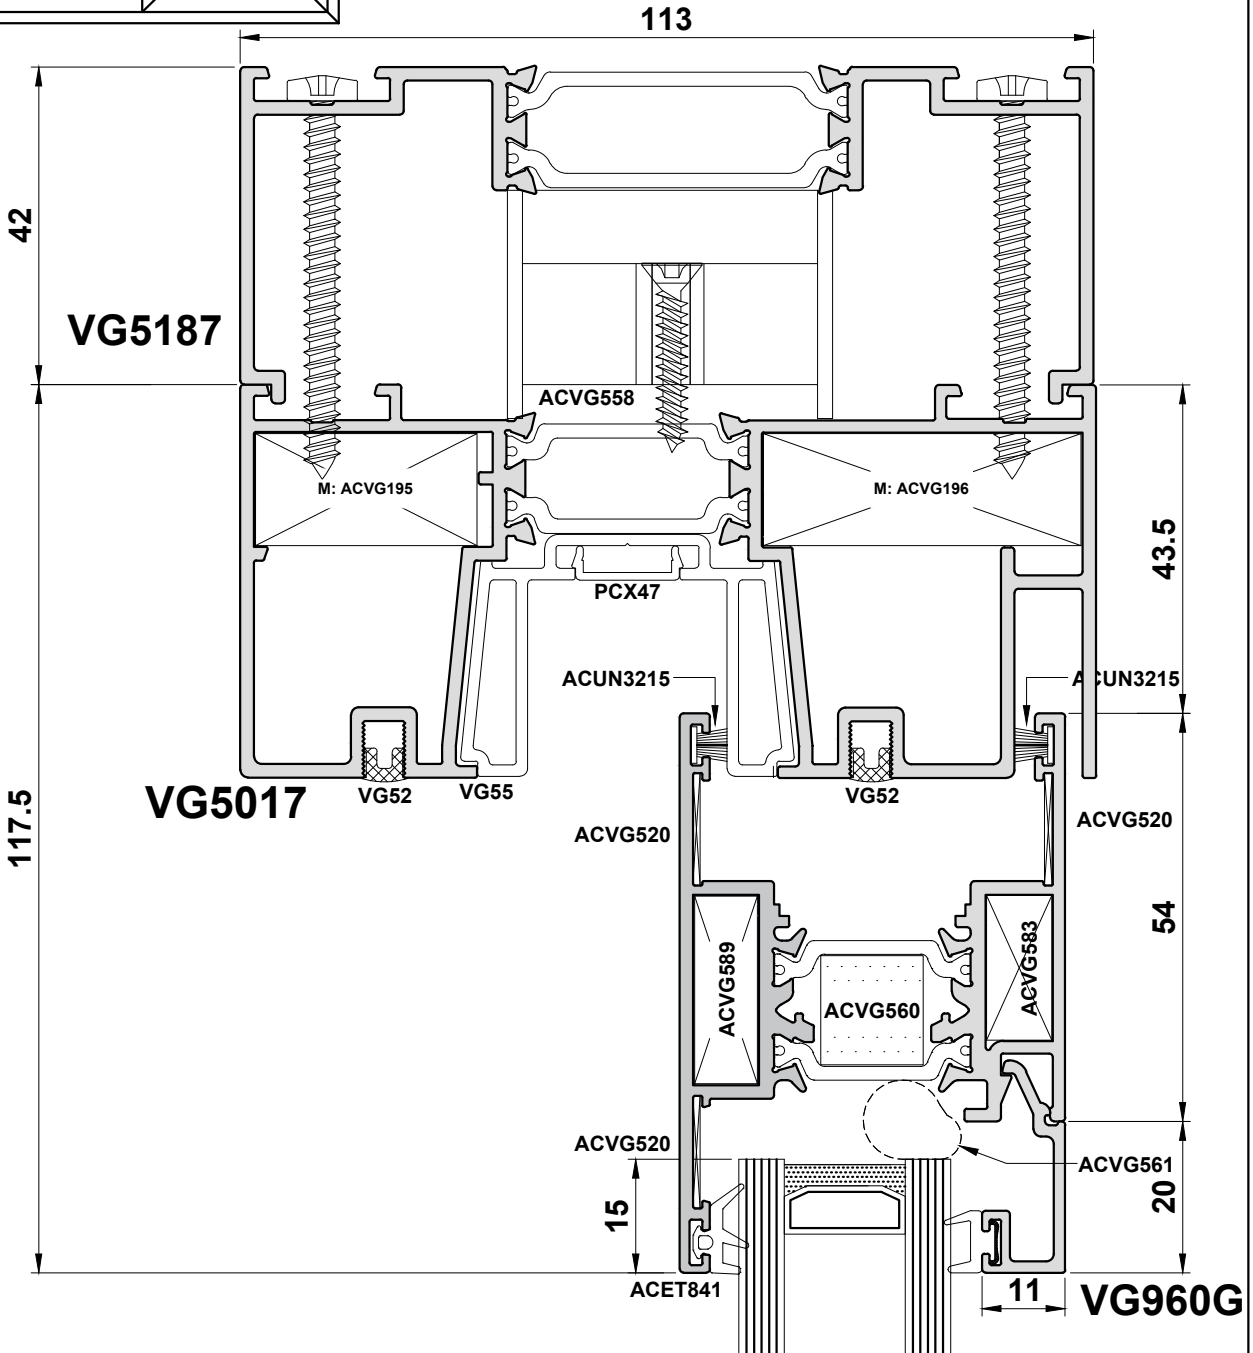 113
42
VG5187
ACVG558
M: ACVG195
M: ACVG196
43.5
PCX47
ACUN3215
ACUN3215
VG5017
VG52
VG55
VG52
117.5
ACVG520
ACVG520
54
ACVG589
ACVG560
ACVG583
ACVG520
ACVG561
15
20
ACET841
11
VG960G